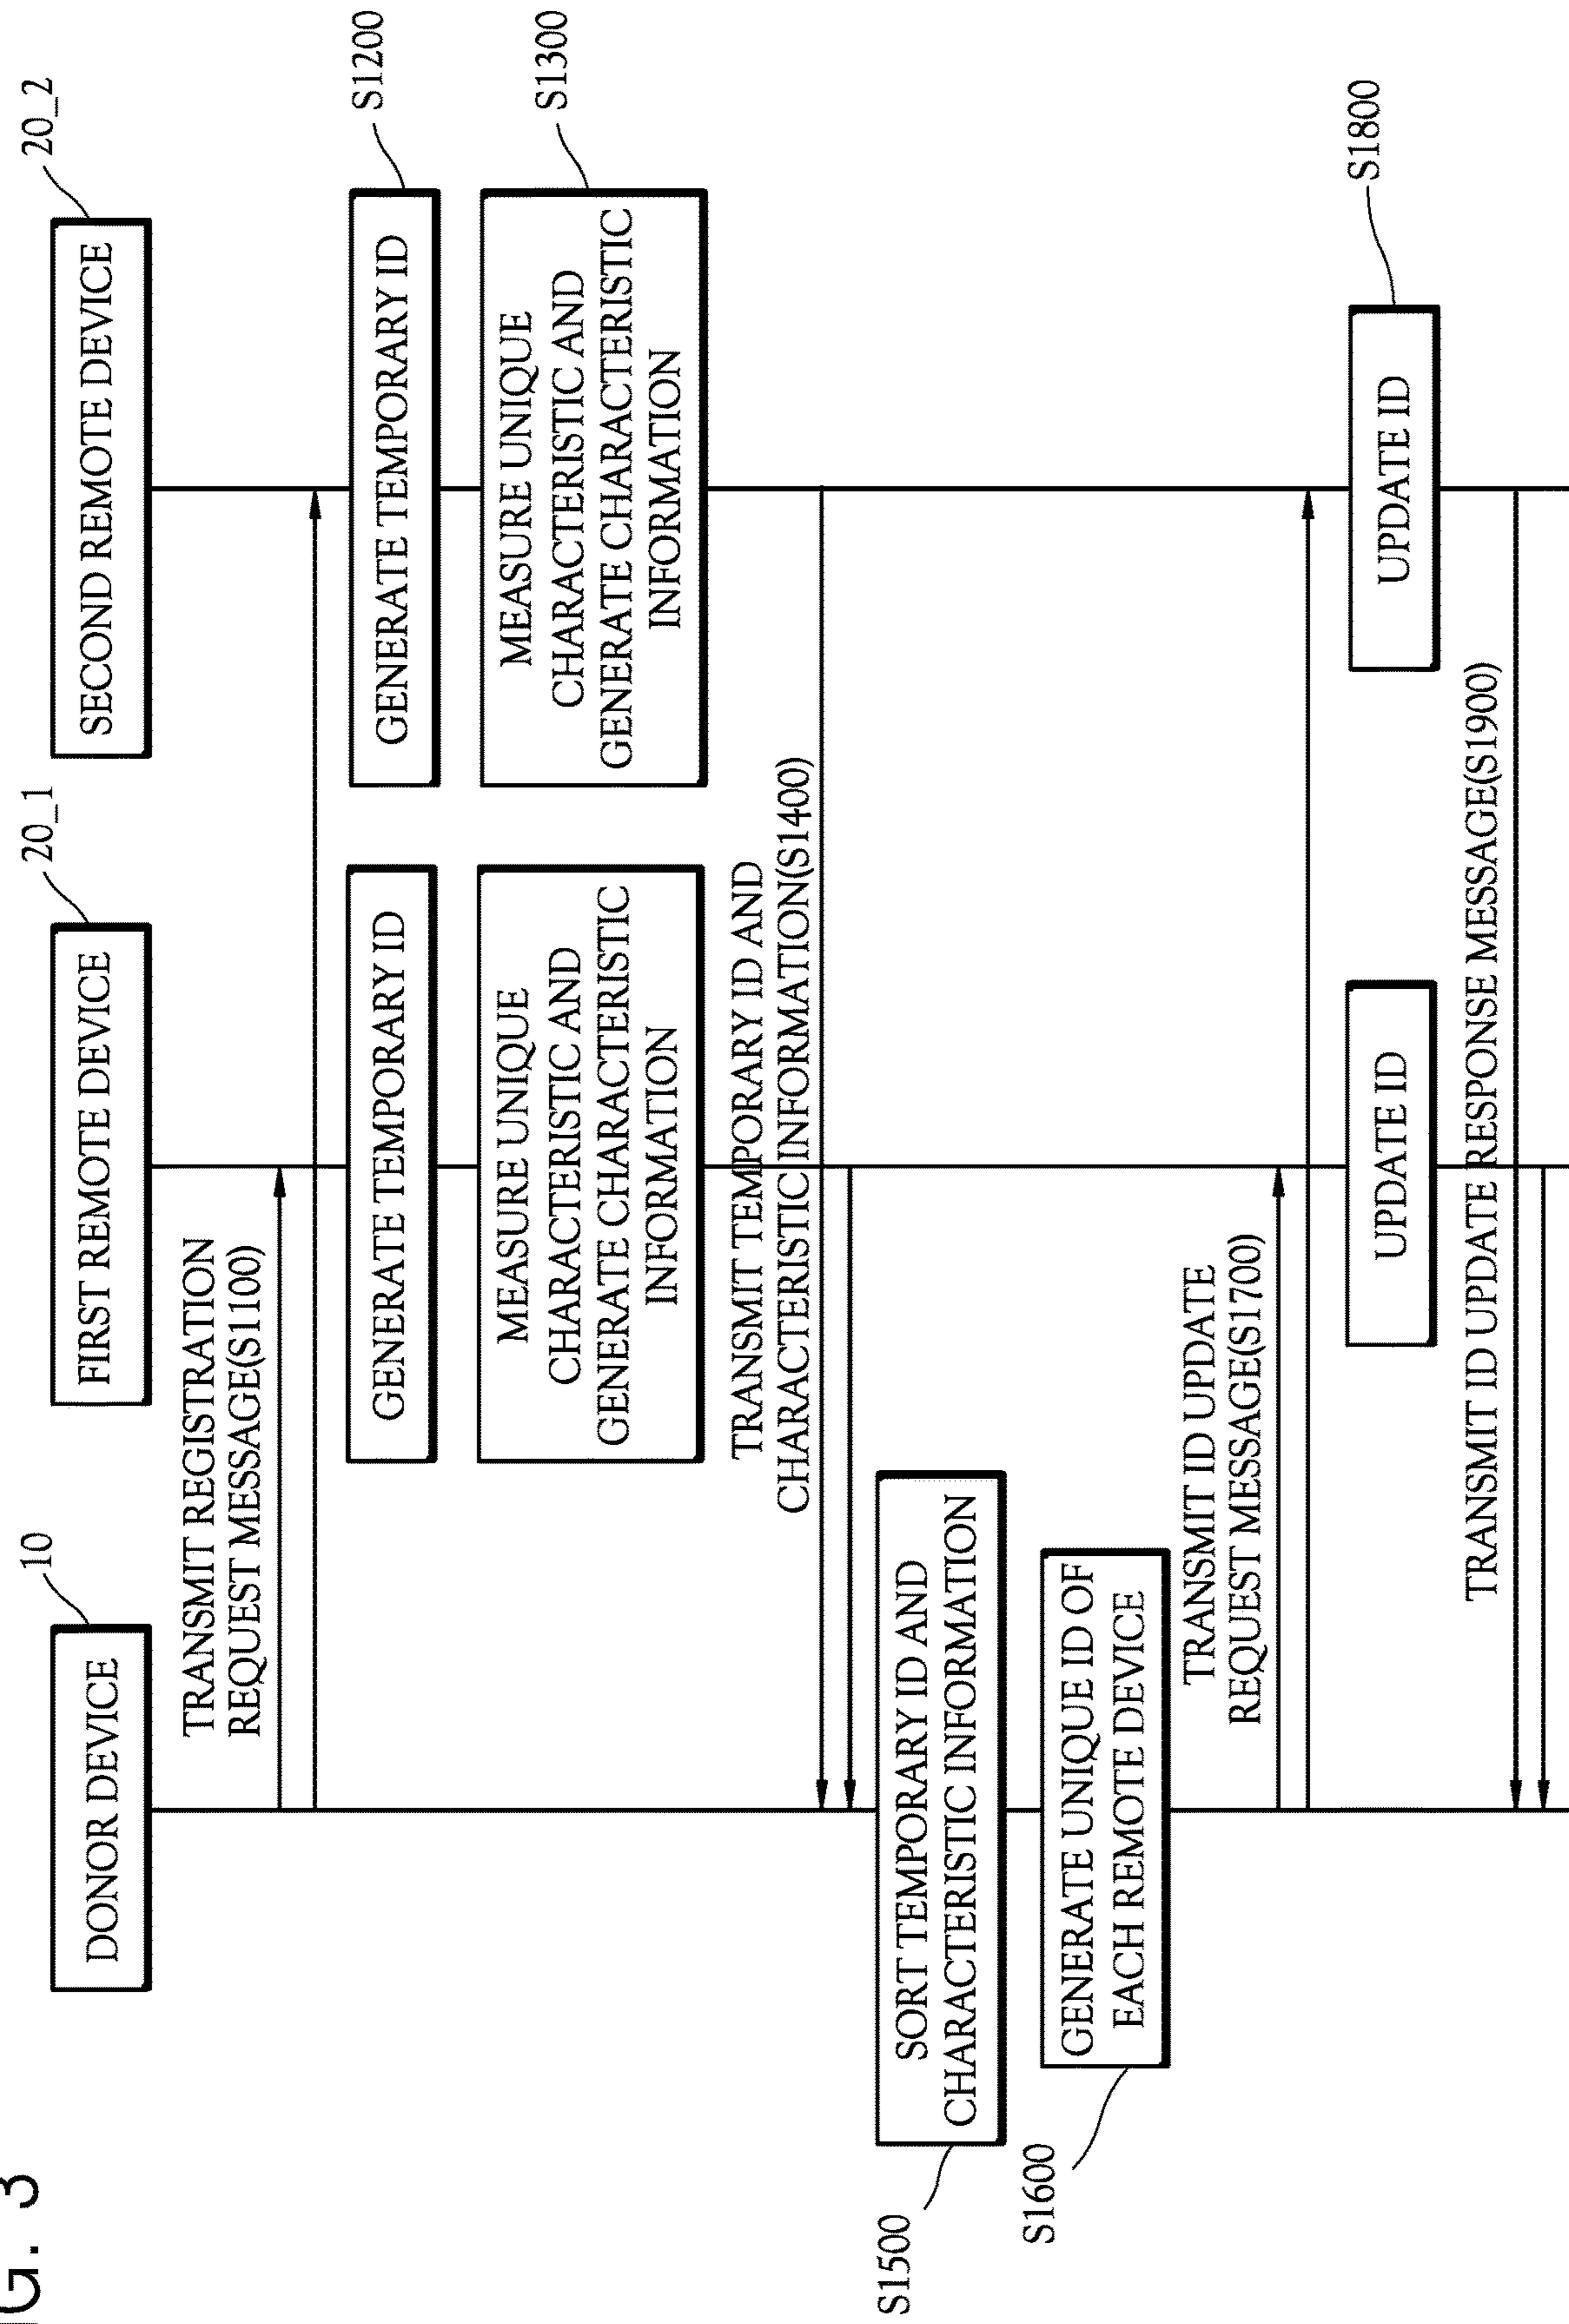 G. 3
10
20_1
20_2
DONOR DEVICE
FIRST REMOTE DEVICE
SECOND REMOTE DEVICE
TRANSMIT REGISTRATION
REQUEST MESSAGE(S1100)
GENERATE TEMPORARY ID
GENERATE TEMPORARY ID
S1200
MEASURE UNIQUE
CHARACTERISTIC AND
GENERATE CHARACTERISTIC
INFORMATION
MEASURE UNIQUE
CHARACTERISTIC AND
GENERATE CHARACTERISTIC
INFORMATION
S1300
TRANSMIT TEMPORARY ID AND
CHARACTERISTIC INFORMATION(S1400)
S1500
SORT TEMPORARY ID AND
CHARACTERISTIC INFORMATION
S1600
GENERATE UNIQUE ID OF
EACH REMOTE DEVICE
TRANSMIT ID UPDATE
REQUEST MESSAGE(S1700)
UPDATE ID
UPDATE ID
S1800
TRANSMIT ID UPDATE RESPONSE MESSAGE(S1900)